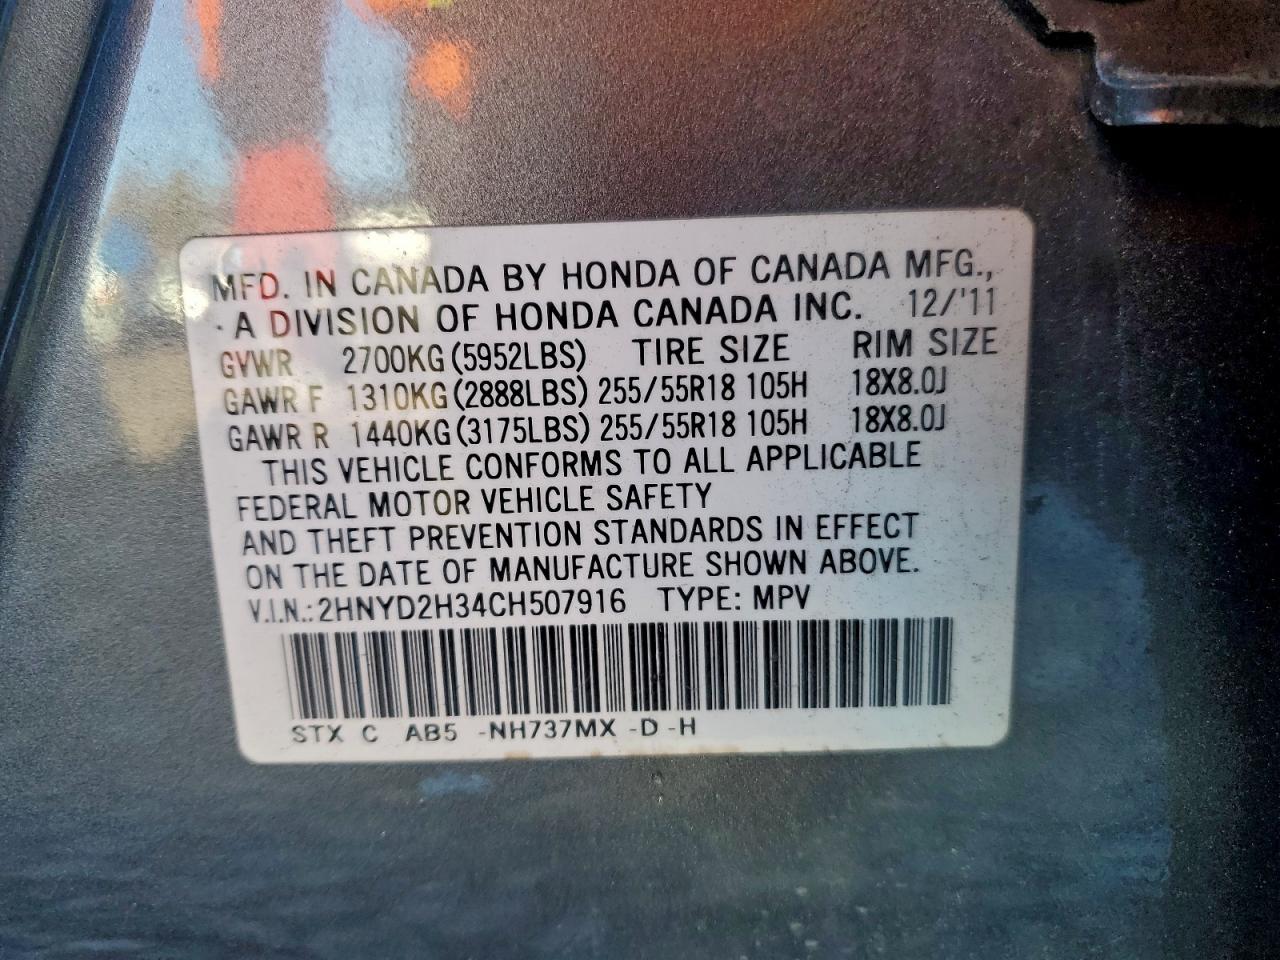 MFD. IN CANADA BY HONDA OF CANADA MFG.,
A DIVISION OF HONDA CANADA INC. 12/'11
GVWR 2700KG (5952LBS) TIRE SIZE RIM SIZE
GAWR F 1310KG (2888LBS) 255/55R18 105H 18X8.0J
GAWR R 1440KG (3175LBS) 255/55R18 105H 18X8.0J
THIS VEHICLE CONFORMS TO ALL APPLICABLE
FEDERAL MOTOR VEHICLE SAFETY
AND THEFT PREVENTION STANDARDS IN EFFECT
ON THE DATE OF MANUFACTURE SHOWN ABOVE.
V.I.N.: 2HNYD2H34CH507916 TYPE: MPV
STX C AB5 -NH737MX -D -H